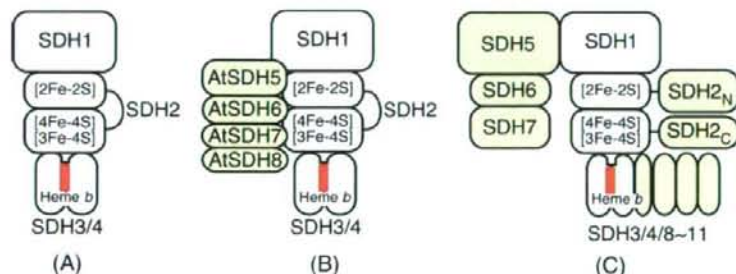 SDH1
[2Fe-2S]
[4Fe-4S]
[3Fe-4S]
SDH2
Heme b
SDH3/4
(A)
SDH1
AtSDH5
AtSDH6
AtSDH7
AtSDH8
[2Fe-2S]
[4Fe-4S]
[3Fe-4S]
SDH2
Heme b
SDH3/4
(B)
SDH5
SDH1
SDH6
SDH7
[2Fe-2S]
[4Fe-4S]
[3Fe-4S]
SDH2N
SDH2C
Heme b
SDH3/4/8~11
(C)